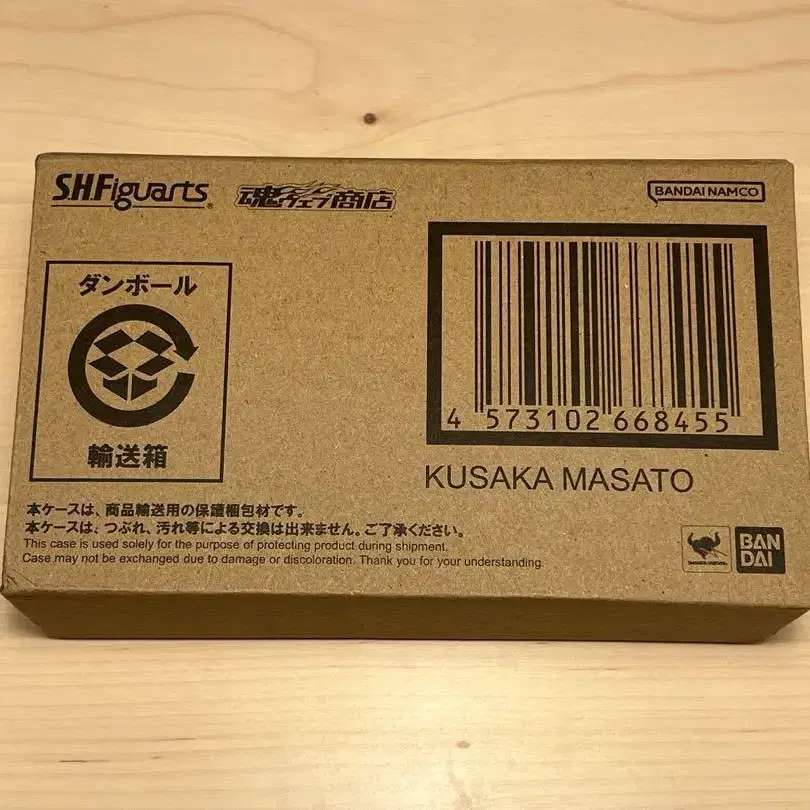 S.H.Figuarts®
魂ウェブ商店
BANDAI NAMCO
ダンボール
輸送箱
4 573102 668455
KUSAKA MASATO
本ケースは、商品輸送用の保護梱包材です。
本ケースは、つぶれ、汚れ等による交換は出来ません。ご了承ください。
This case is used solely for the purpose of protecting product during shipment.
Case may not be exchanged due to damage or discoloration. Thank you for your understanding.
BAN
DAI